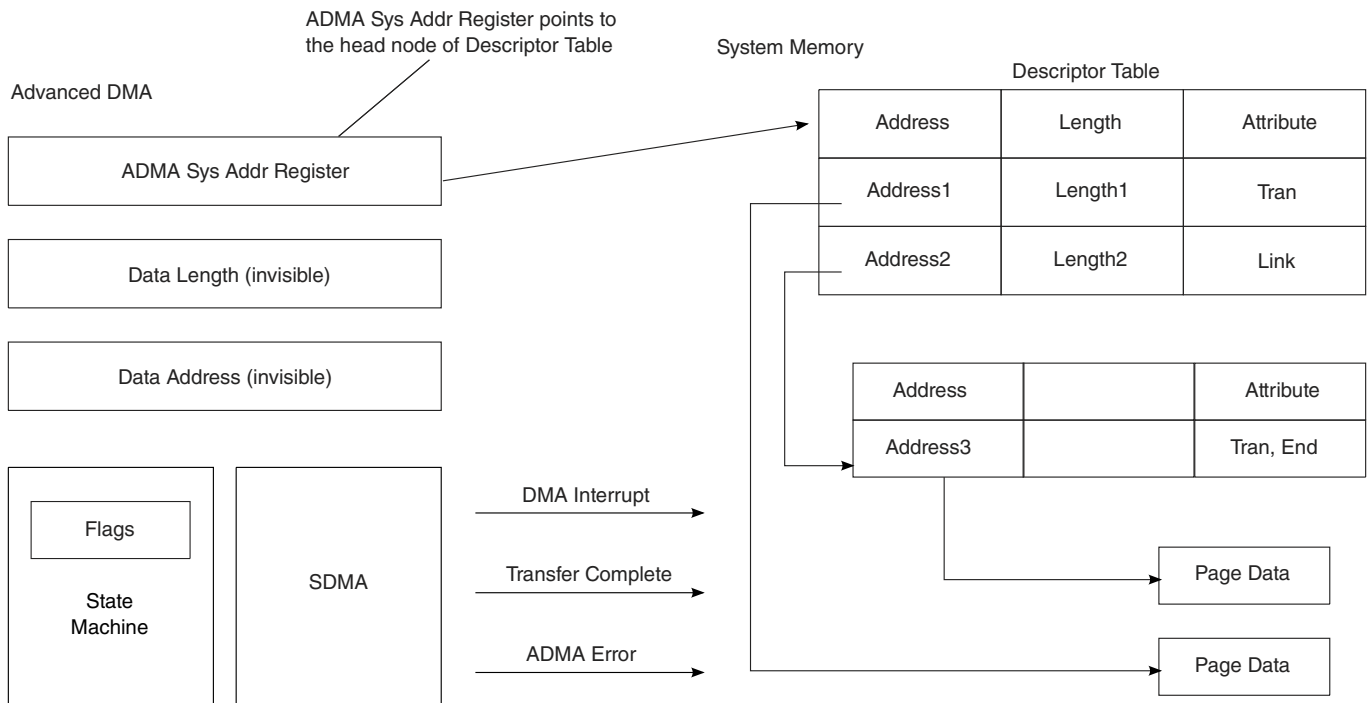 ADMA Sys Addr Register points to
the head node of Descriptor Table
System Memory
Descriptor Table
Advanced DMA
Address Length Attribute
ADMA Sys Addr Register
Address1 Length1 Tran
Address2 Length2 Link
Data Length (invisible)
Data Address (invisible)
Address Attribute
Address3 Tran, End
Flags
State
Machine
SDMA
DMA Interrupt
Transfer Complete
ADMA Error
Page Data
Page Data